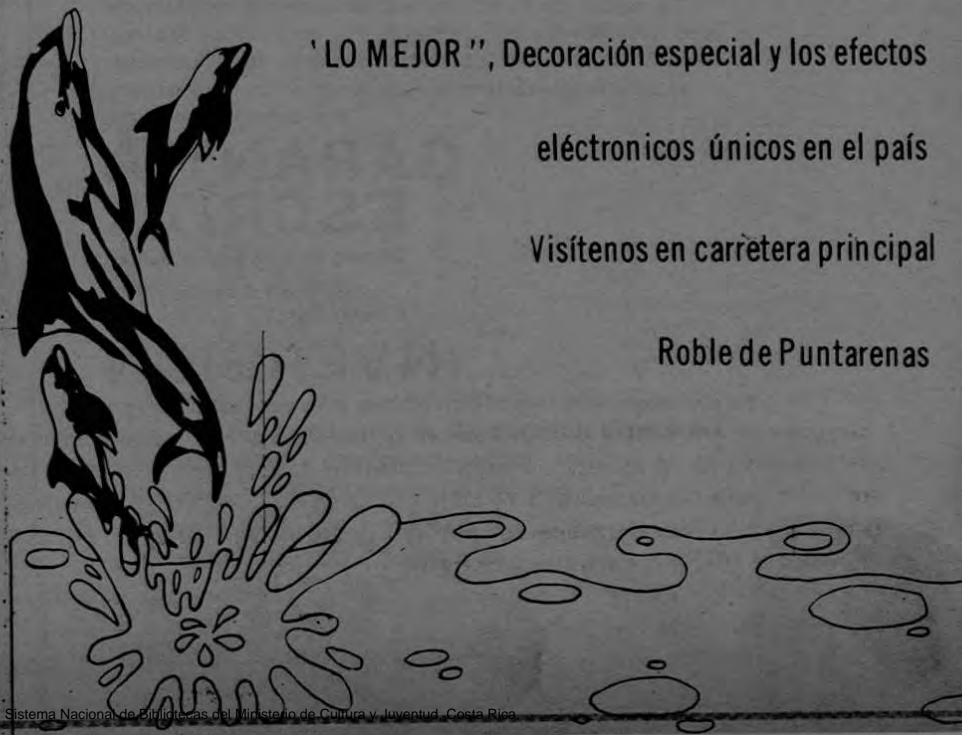 ‘LO MEJOR ’’, Decoración especial y los efectos
eléctronicos únicos en el país
Visítenos en carrètera principal
Roble de Puntarenas
Sistema Nacional de Bibliotecas del Ministerio de Cultura y Juventud, Costa Rica